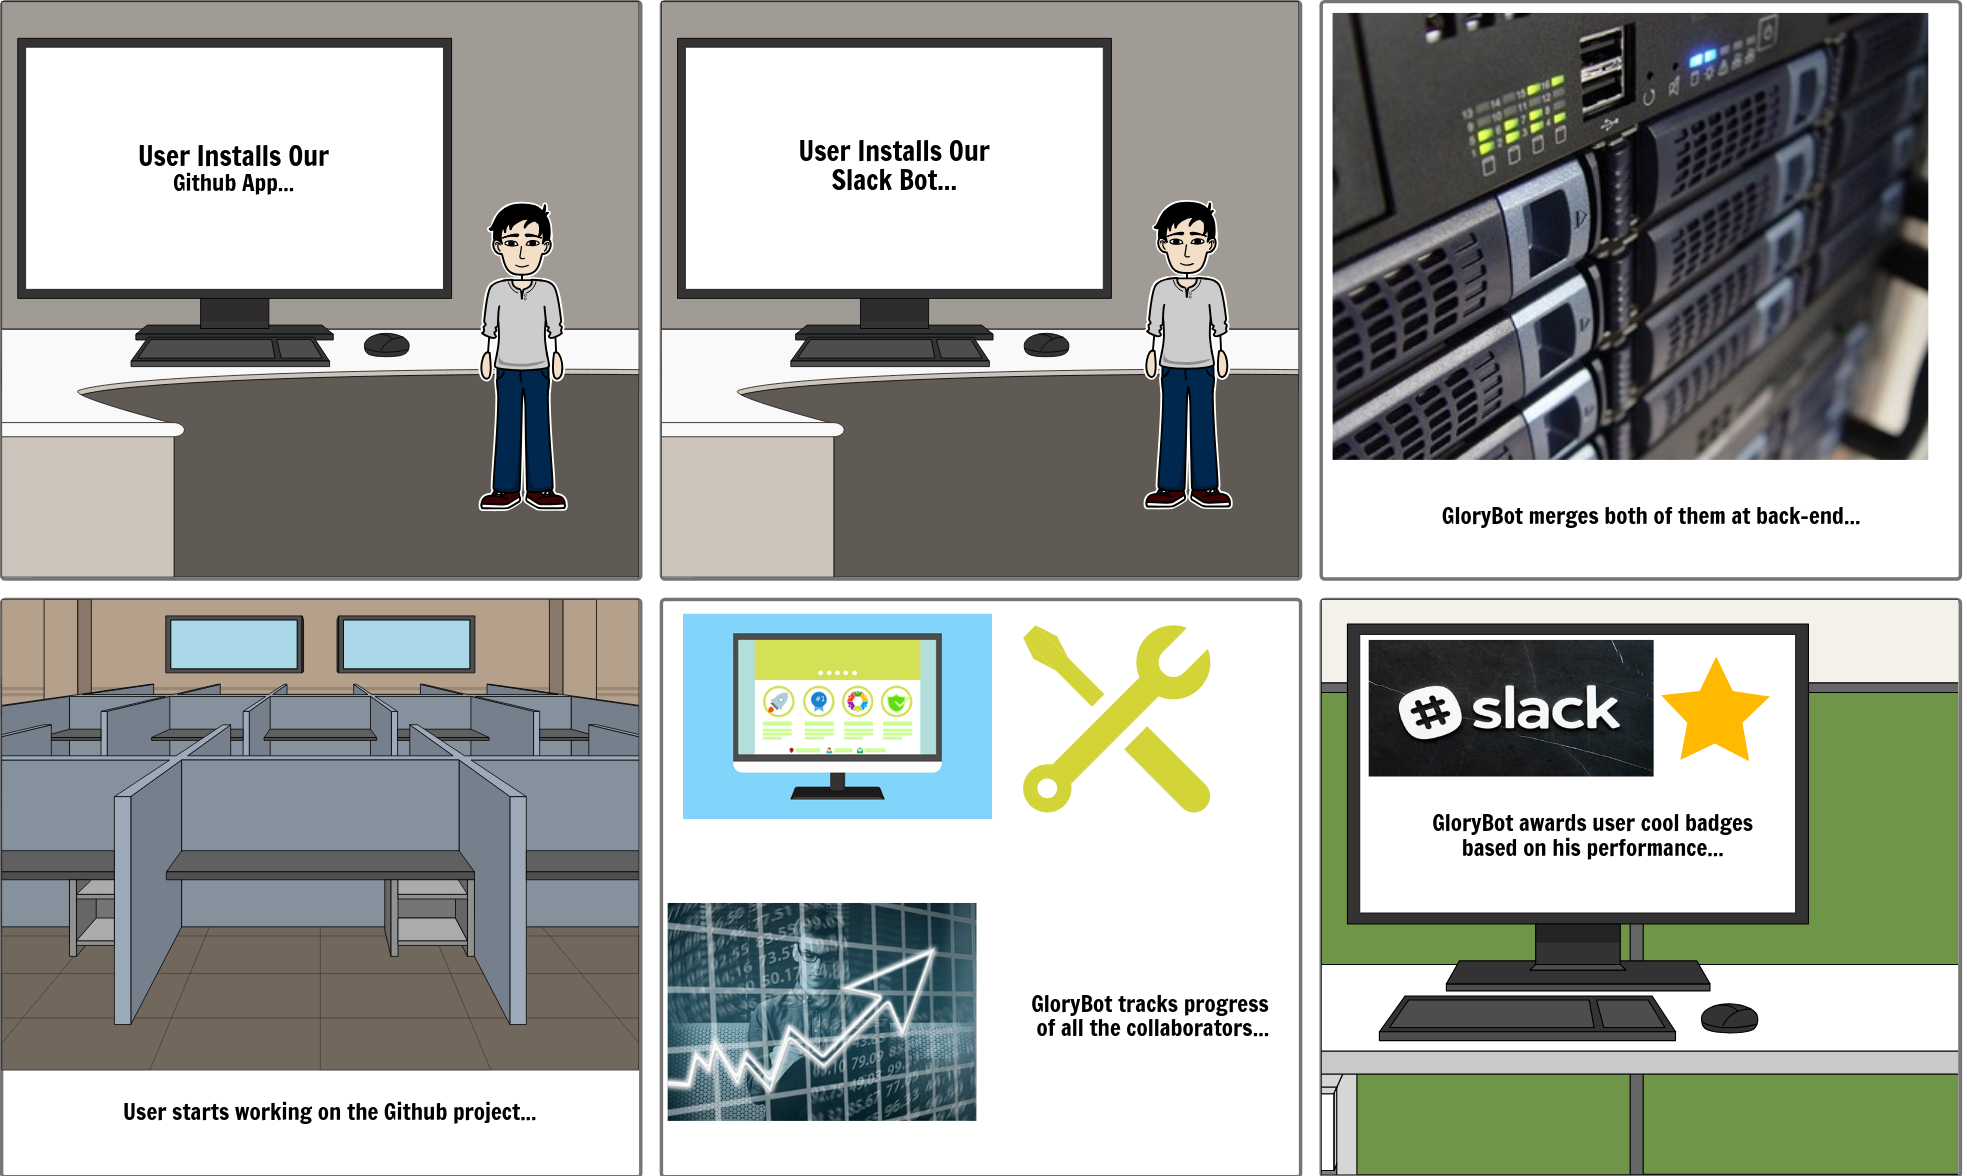 User Installs Our
Github App...
User Installs Our
Slack Bot...
GloryBot merges both of them at back-end...
User starts working on the Github project...
GloryBot tracks progress
of all the collaborators...
slack
GloryBot awards user cool badges
based on his performance...